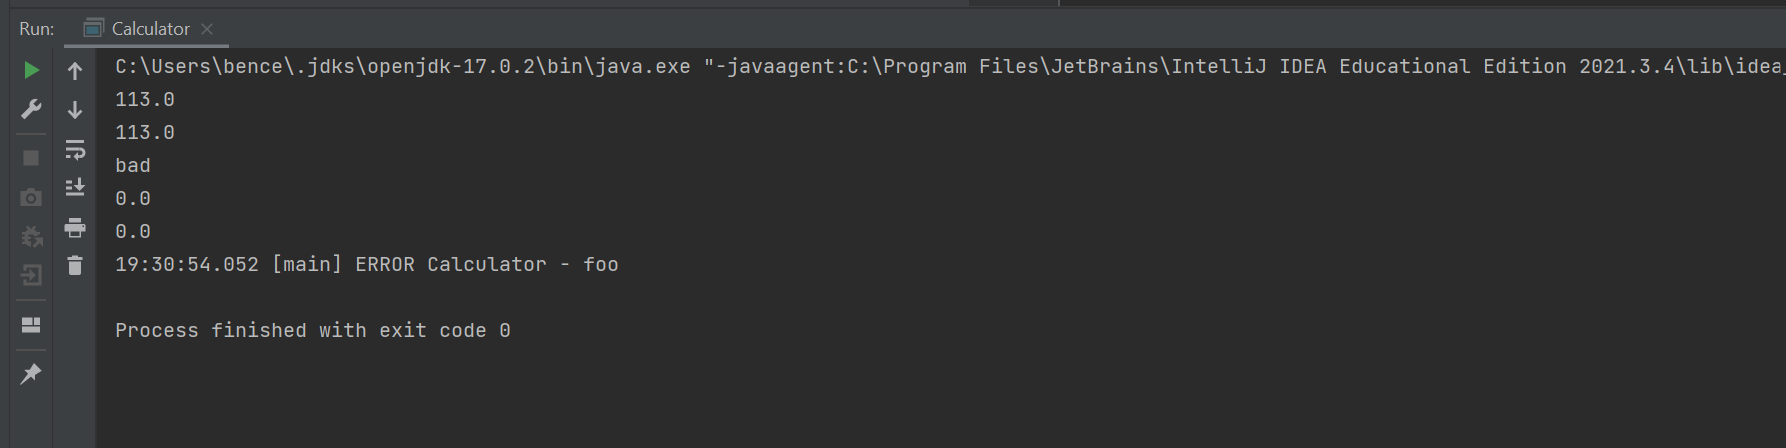 Run: Calculator
C:\Users\bence\.jdks\openjdk-17.0.2\bin\java.exe "-javaagent:C:\Program Files\JetBrains\IntelliJ IDEA Educational Edition 2021.3.4\lib\idea_
113.0
113.0
bad
0.0
0.0
19:30:54.052 [main] ERROR Calculator - foo
Process finished with exit code 0